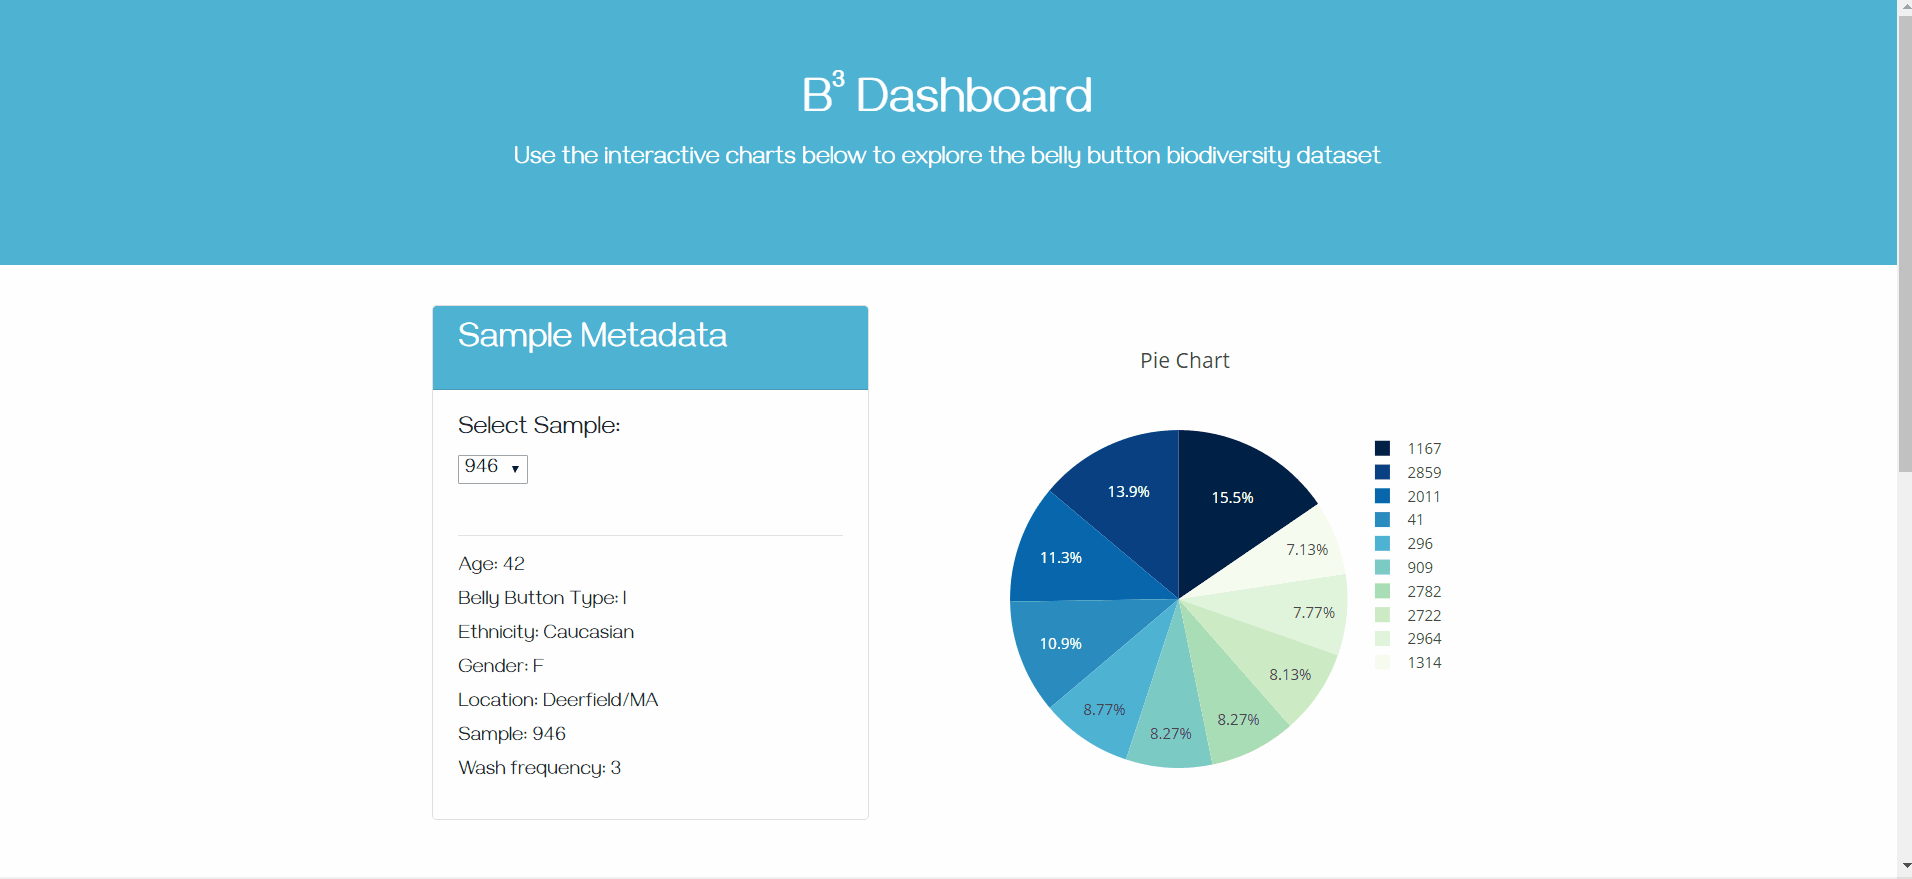 B³ Dashboard
Use the interactive charts below to explore the belly button biodiversity dataset
Sample Metadata
Select Sample:
946
Age: 42
Belly Button Type: I
Ethnicity: Caucasian
Gender: F
Location: Deerfield/MA
Sample: 946
Wash frequency: 3
Pie Chart
13.9%
15.5%
11.3%
7.13%
10.9%
7.77%
8.77%
8.27%
8.27%
8.13%
1167
2859
2011
41
296
909
2782
2722
2964
1314